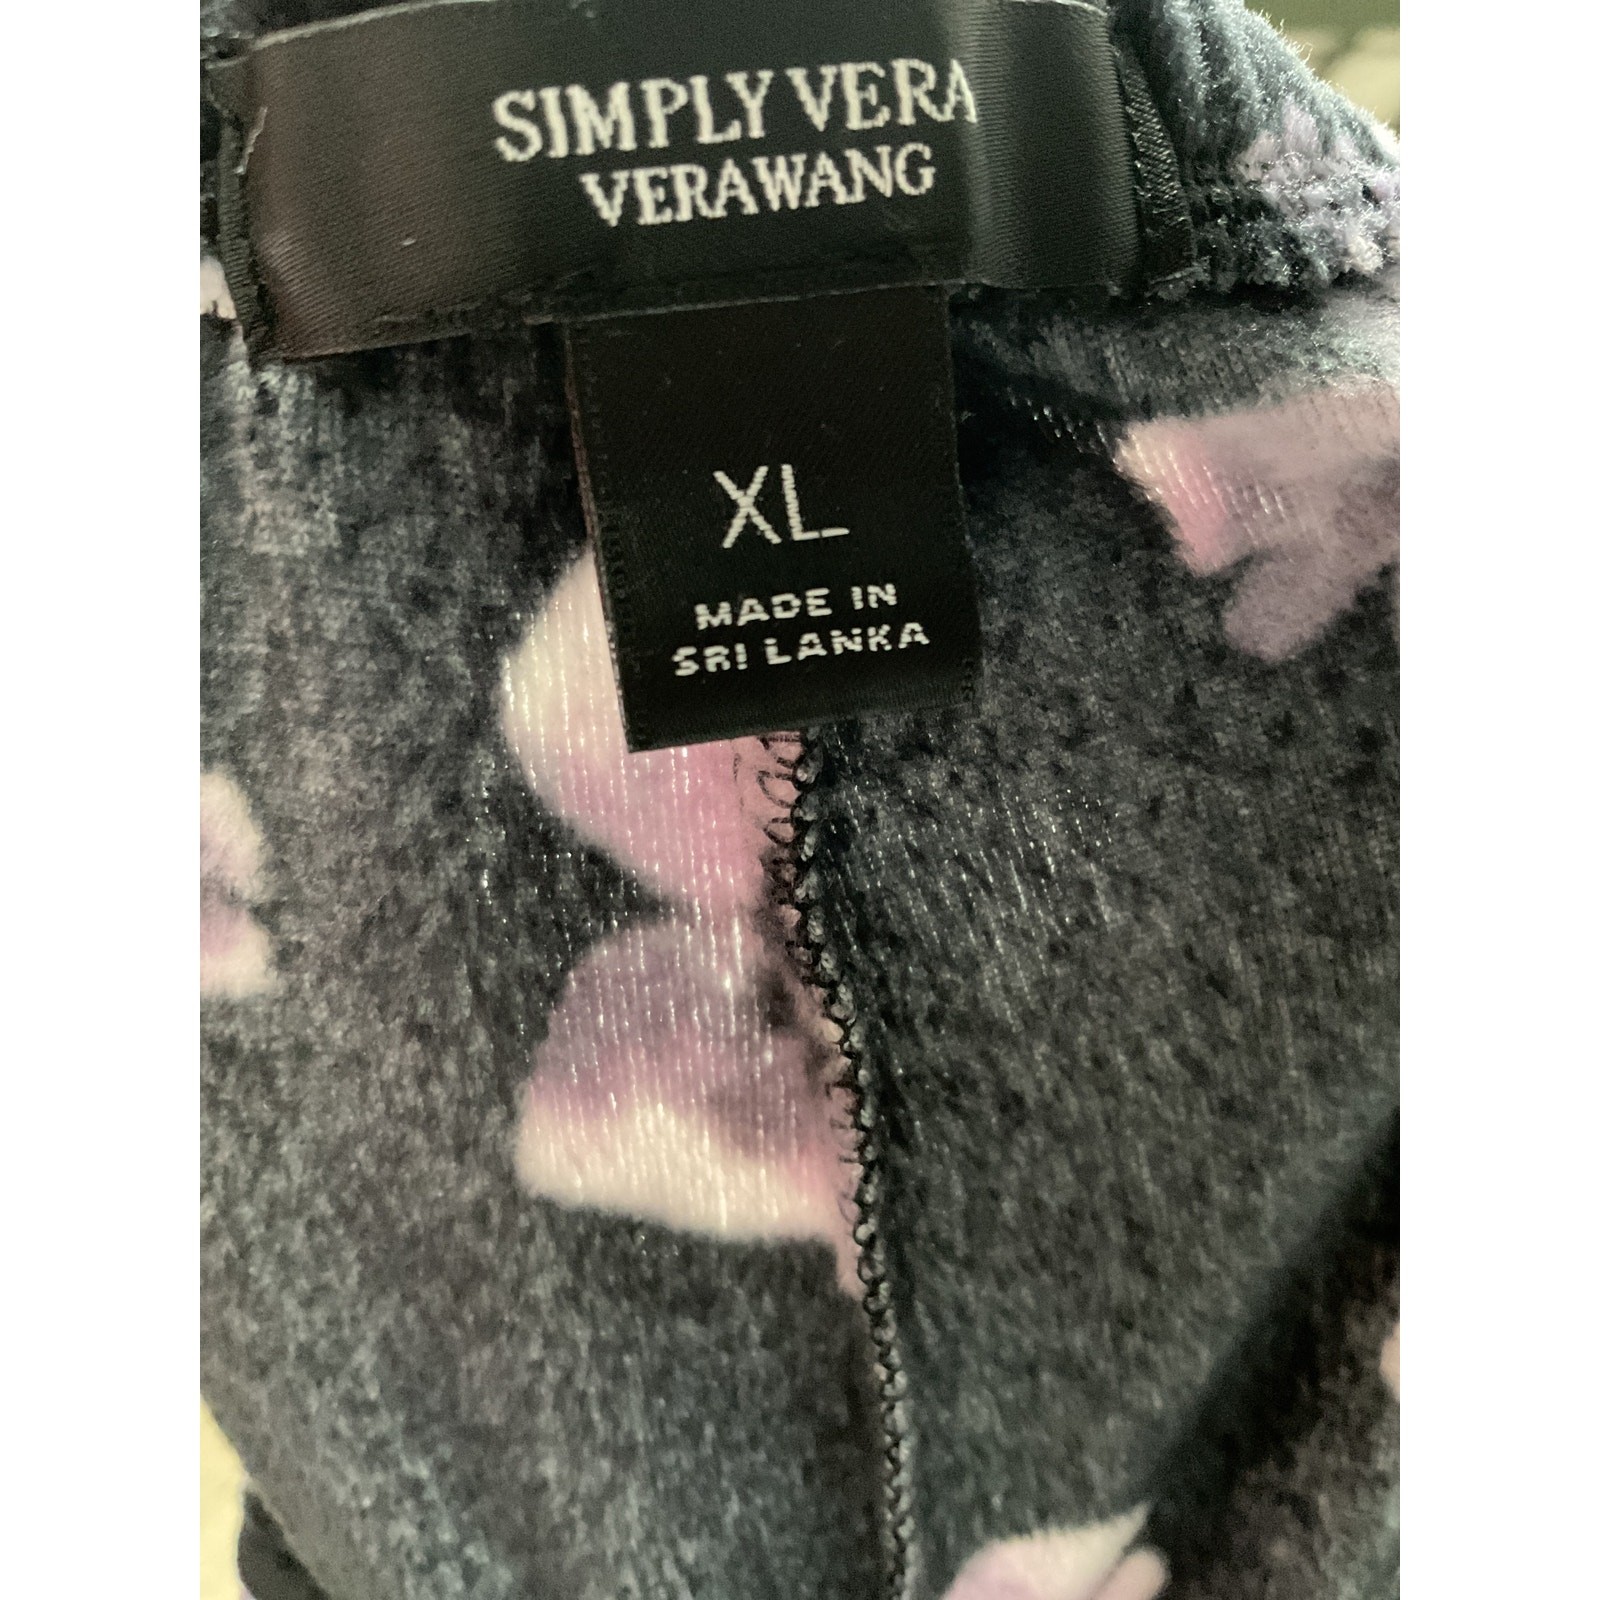 SIMPLY VERA
VERAWANG
XL
MADE IN
SRI LANKA